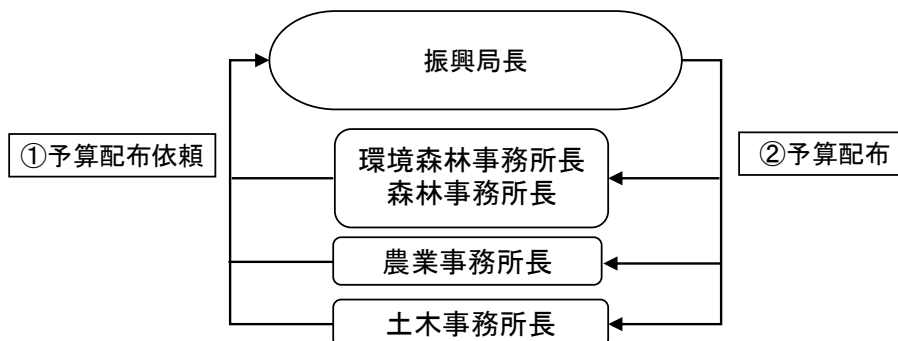 振興局長
①予算配布依頼
環境森林事務所長
森林事務所長
②予算配布
農業事務所長
土木事務所長